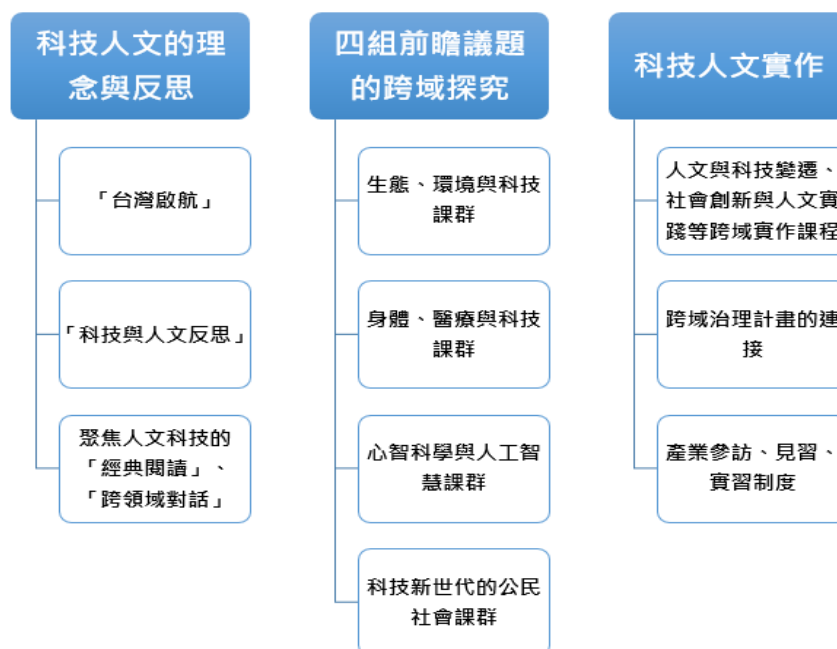 科技人文的理
念與反思
「台灣啟航」
「科技與人文反思」
聚焦人文科技的
「經典閱讀」、
「跨領域對話」
四組前瞻議題
的跨域探究
生態、環境與科技
課群
身體、醫療與科技
課群
心智科學與人工智
慧課群
科技新世代的公民
社會課群
科技人文實作
人文與科技變遷、
社會創新與人文實
踐等跨域實作課程
跨域治理計畫的連
接
產業參訪、見習、
實習制度